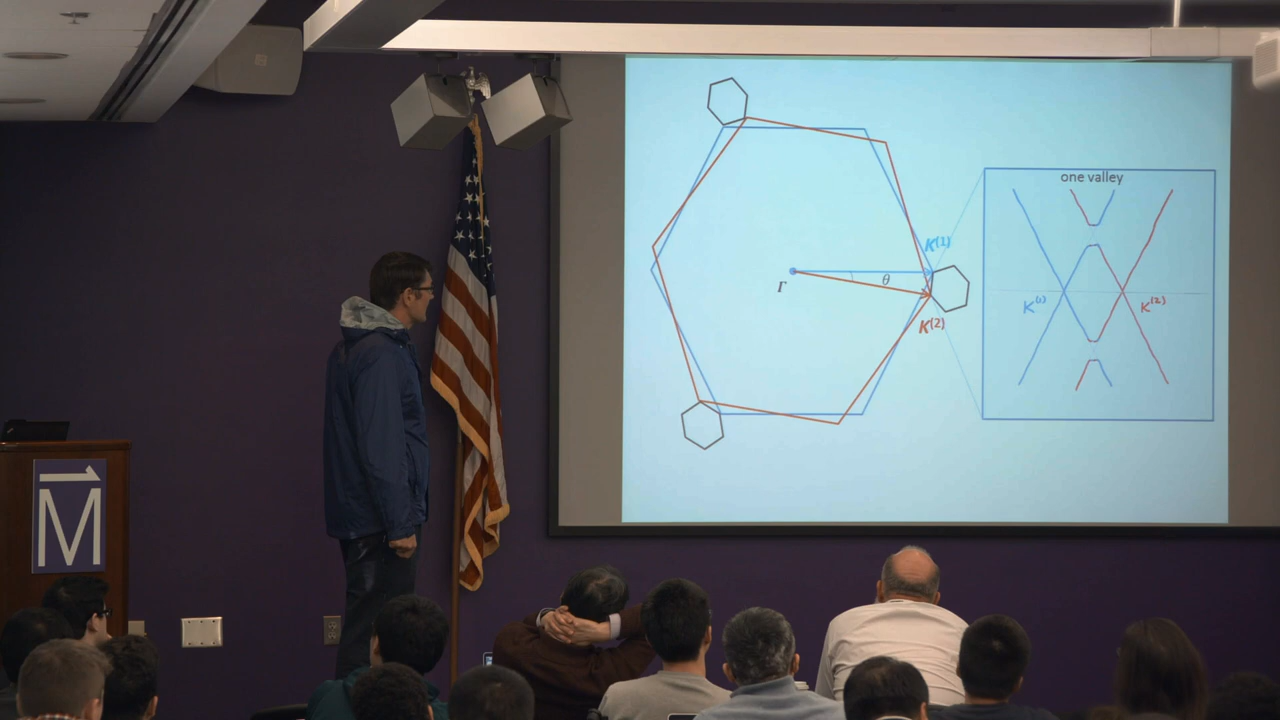 one valley
K(1)
Γ
θ
K(1)
K(2)
K(2)
M